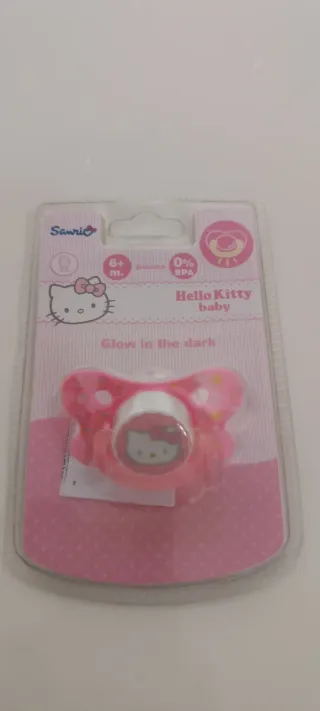 Sanrio
6+
m.
0%
BPA
Hello Kitty
baby
Glow in the dark